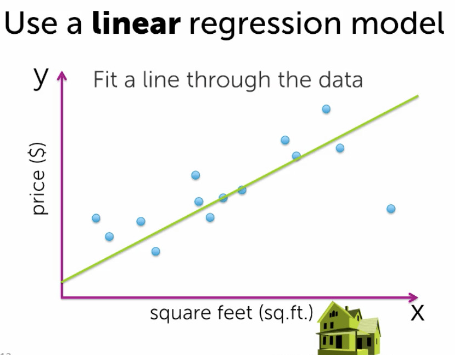 Use a linear regression model
y
Fit a line through the data
price ($)
square feet (sq.ft.)
x